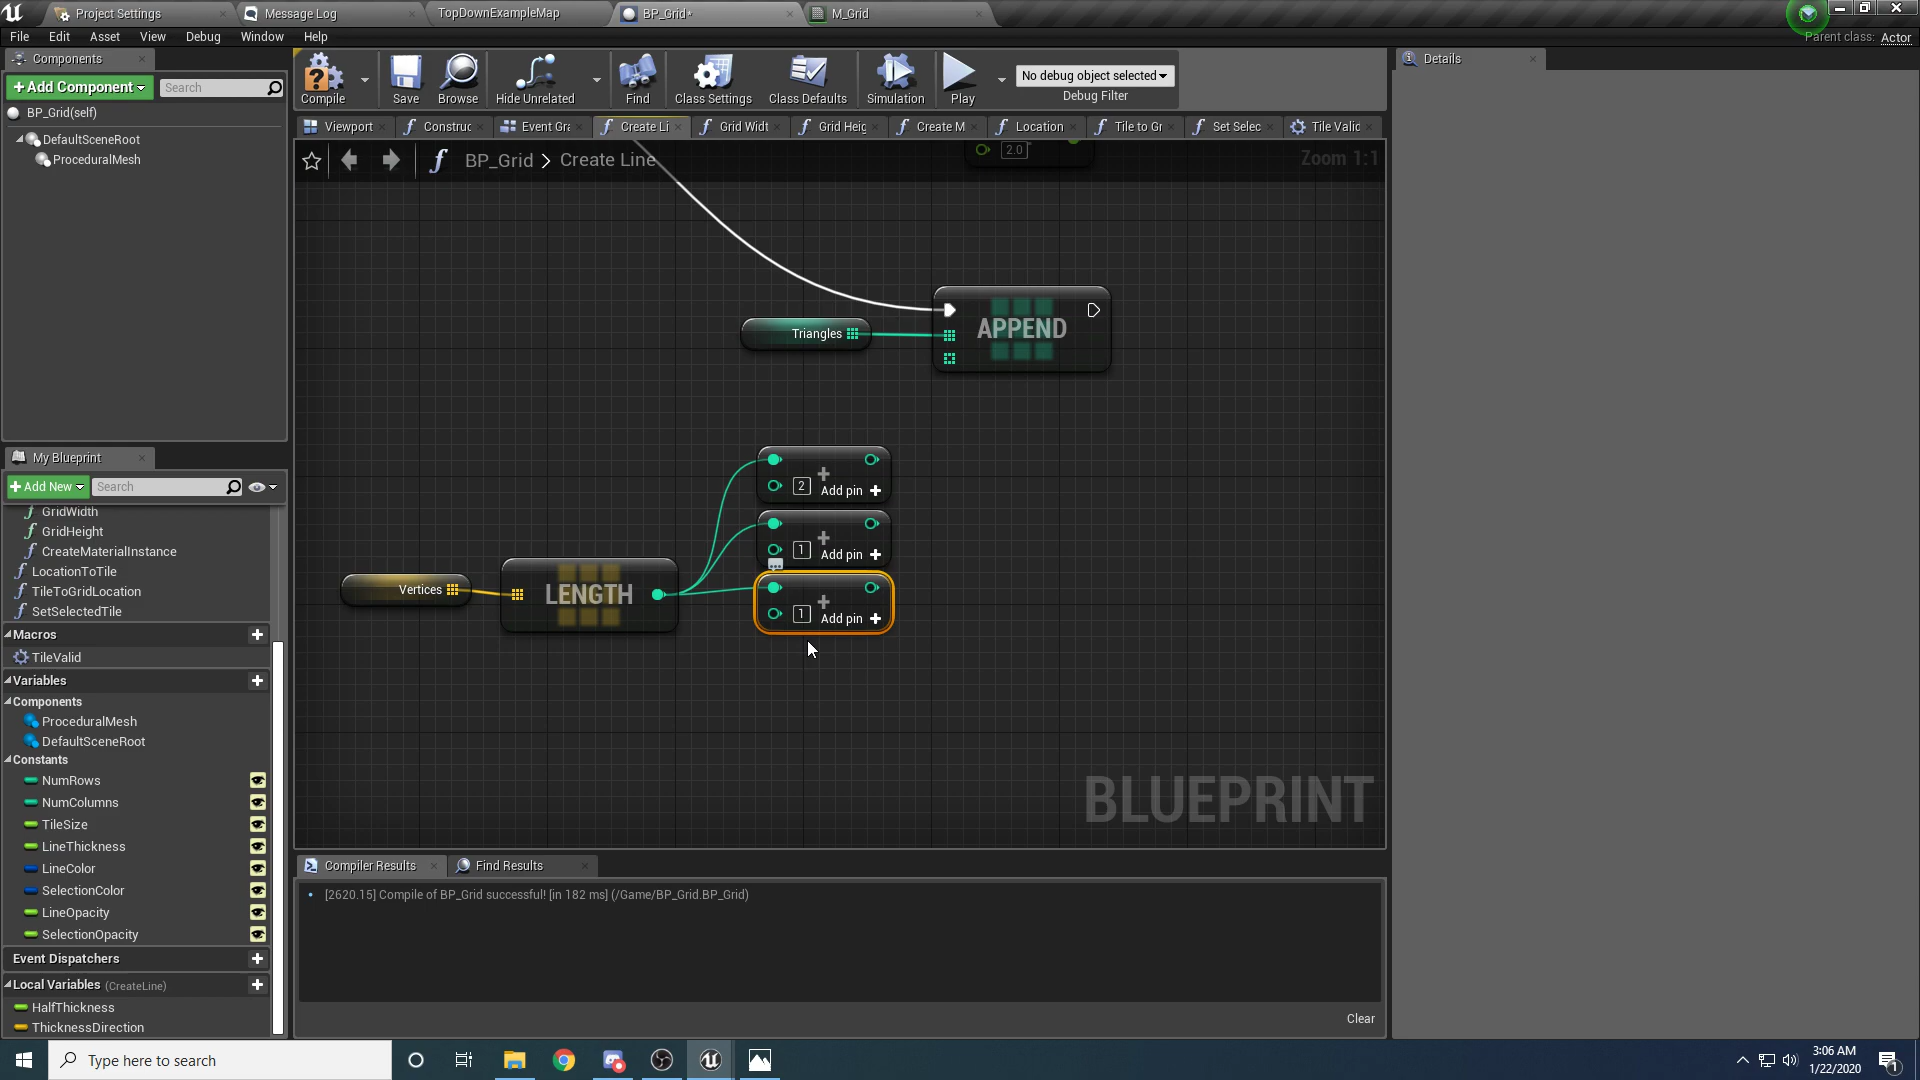 Project Settings
Message Log
TopDownExampleMap
BP_Grid*
M_Grid
File Edit Asset View Debug Window Help
Parent class: Actor
Components
Details
+Add Component
Search
Compile
Save
Browse
Hide Unrelated
Find
Class Settings
Class Defaults
Simulation
Play
No debug object selected
Debug Filter
BP_Grid(self)
DefaultSceneRoot
ProceduralMesh
Viewport
Construc
Event Gra
Create Li
Grid Widt
Grid Heig
Create M
Location
Tile to Gr
Set Selec
Tile Valid
BP_Grid > Create Line
Zoom 1:1
2.0
Triangles
APPEND
2
Add pin +
1
Add pin +
Vertices
LENGTH
1
Add pin +
BLUEPRINT
My Blueprint
+Add New
Search
GridWidth
GridHeight
CreateMaterialInstance
LocationToTile
TileToGridLocation
SetSelectedTile
Macros
TileValid
Variables
Components
ProceduralMesh
DefaultSceneRoot
Constants
NumRows
NumColumns
TileSize
LineThickness
LineColor
SelectionColor
LineOpacity
SelectionOpacity
Event Dispatchers
Local Variables (CreateLine)
HalfThickness
ThicknessDirection
Compiler Results
Find Results
[2620.15] Compile of BP_Grid successful! [in 182 ms] (/Game/BP_Grid.BP_Grid)
Clear
Type here to search
3:06 AM
1/22/2020
1